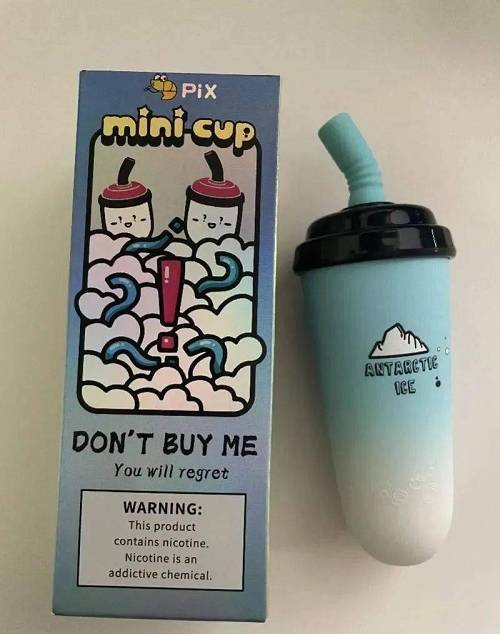 PiX
mini cup
DON'T BUY ME
You will regret
WARNING:
This product
contains nicotine.
Nicotine is an
addictive chemical.
ANTARCTIC
ICE